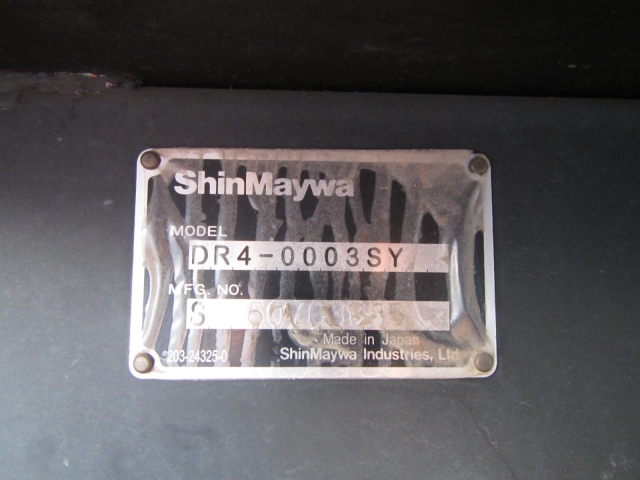 ShinMaywa
MODEL
DR4-0003SY
MFG. NO.
S
Made in Japan
203-24325-0
ShinMaywa Industries, Ltd.